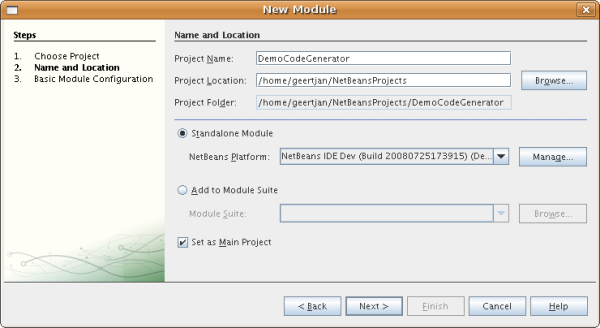 New Module
Steps
1. Choose Project
2. Name and Location
3. Basic Module Configuration
Name and Location
Project Name: DemoCodeGenerator
Project Location: /home/geertjan/NetBeansProjects Browse...
Project Folder: /home/geertjan/NetBeansProjects/DemoCodeGenerator
Standalone Module
NetBeans Platform: NetBeans IDE Dev (Build 20080725173915) (De... Manage...
Add to Module Suite
Module Suite: Browse...
Set as Main Project
< Back Next > Finish Cancel Help